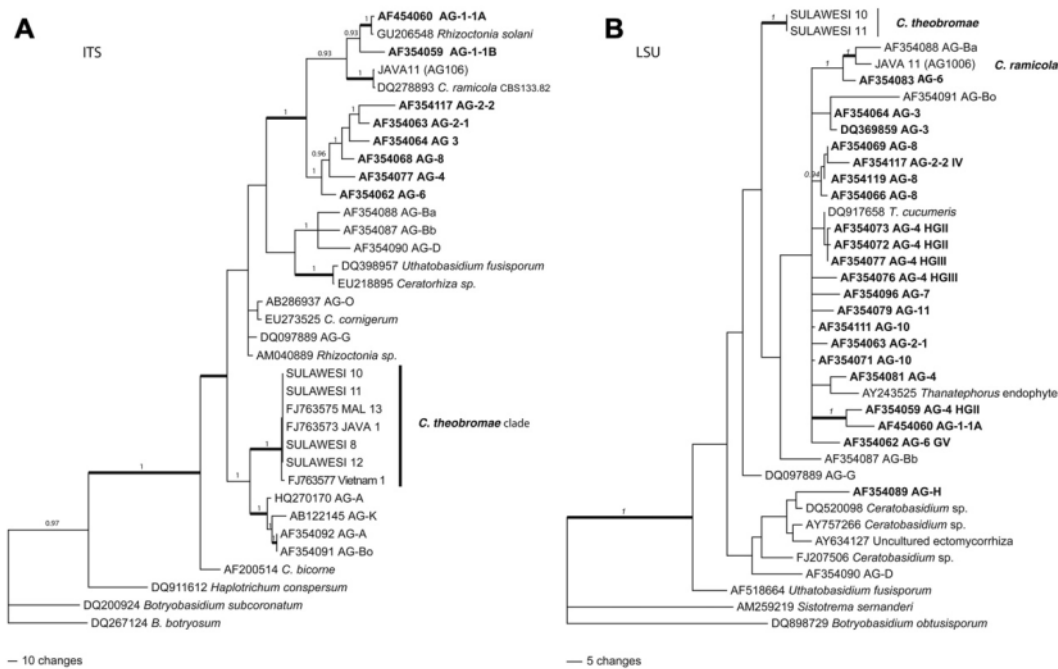 A
ITS
AF454060 AG-1-1A
GU206548 Rhizoctonia solani
0.93
0.93
AF354059 AG-1-1B
JAVA11 (AG106)
1
DQ278893 C. ramicola CBS133.82
1
AF354117 AG-2-2
1
AF354063 AG-2-1
1
AF354064 AG 3
0.96
AF354068 AG-8
AF354077 AG-4
1
AF354062 AG-6
AF354088 AG-Ba
1
AF354087 AG-Bb
AF354090 AG-D
DQ398957 Uthatobasidium fusisporum
1
EU218895 Ceratorhiza sp.
AB286937 AG-O
EU273525 C. cornigerum
DQ097889 AG-G
AM040889 Rhizoctonia sp.
SULAWESI 10
SULAWESI 11
FJ763575 MAL 13
FJ763573 JAVA 1
C. theobromae clade
SULAWESI 8
1
1
SULAWESI 12
FJ763577 Vietnam 1
1
HQ270170 AG-A
1
AB122145 AG-K
AF354092 AG-A
AF354091 AG-Bo
AF200514 C. bicorne
0.97
DQ911612 Haplotrichum conspersum
DQ200924 Botryobasidium subcoronatum
DQ267124 B. botryosum
10 changes
B
LSU
1
SULAWESI 10
SULAWESI 11
C. theobromae
AF354088 AG-Ba
1
JAVA 11 (AG1006)
C. ramicola
1
AF354083 AG-6
AF354091 AG-Bo
AF354064 AG-3
DQ369859 AG-3
AF354069 AG-8
AF354117 AG-2-2 IV
0.94
AF354119 AG-8
AF354066 AG-8
DQ917658 T. cucumeris
AF354073 AG-4 HGII
AF354072 AG-4 HGII
AF354077 AG-4 HGIII
AF354076 AG-4 HGIII
AF354096 AG-7
AF354079 AG-11
AF354111 AG-10
AF354063 AG-2-1
AF354071 AG-10
AF354081 AG-4
AY243525 Thanatephorus endophyte
1
AF354059 AG-4 HGII
AF454060 AG-1-1A
AF354062 AG-6 GV
AF354087 AG-Bb
DQ097889 AG-G
AF354089 AG-H
DQ520098 Ceratobasidium sp.
1
AY757266 Ceratobasidium sp.
AY634127 Uncultured ectomycorrhiza
FJ207506 Ceratobasidium sp.
AF354090 AG-D
AF518664 Uthatobasidium fusisporum
AM259219 Sistotrema sernanderi
DQ898729 Botryobasidium obtusisporum
5 changes